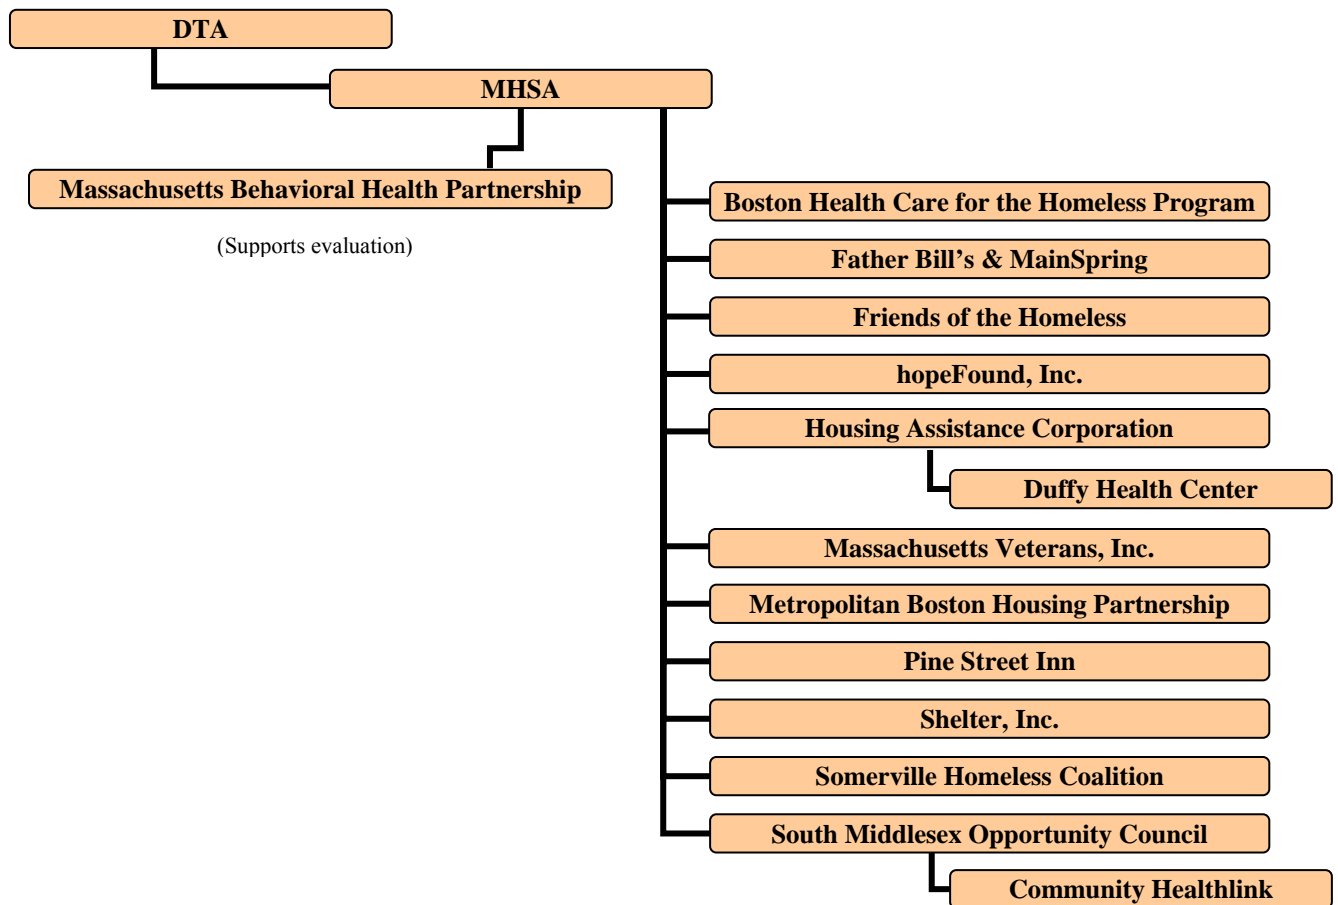 DTA
MHSA
Massachusetts Behavioral Health Partnership
(Supports evaluation)
Boston Health Care for the Homeless Program
Father Bill's & MainSpring
Friends of the Homeless
hopeFound, Inc.
Housing Assistance Corporation
Duffy Health Center
Massachusetts Veterans, Inc.
Metropolitan Boston Housing Partnership
Pine Street Inn
Shelter, Inc.
Somerville Homeless Coalition
South Middlesex Opportunity Council
Community Healthlink